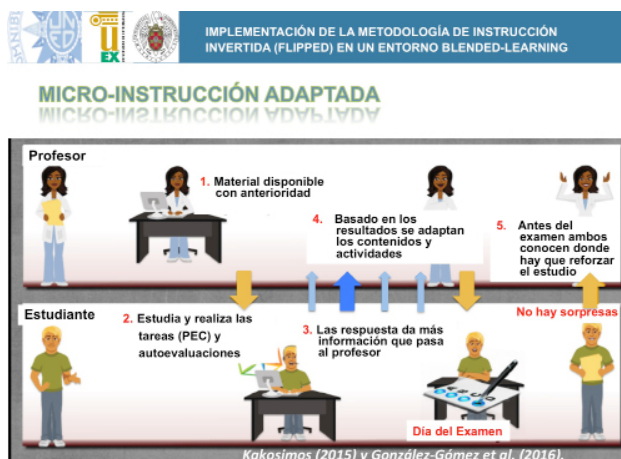 IMPLEMENTACIÓN DE LA METODOLOGÍA DE INSTRUCCIÓN
INVERTIDA (FLIPPED) EN UN ENTORNO BLENDED-LEARNING
UNED
UEX
MICRO-INSTRUCCIÓN ADAPTADA
Profesor
1. Material disponible
con anterioridad
4. Basado en los
resultados se adaptan
los contenidos y
actividades
5. Antes del
examen ambos
conocen donde
hay que reforzar
el estudio
Estudiante
2. Estudia y realiza las
tareas (PEC) y
autoevaluaciones
3. Las respuesta da más
información que pasa
al profesor
No hay sorpresas
Día del Examen
Kakosimos (2015) y González-Gómez et al. (2016).